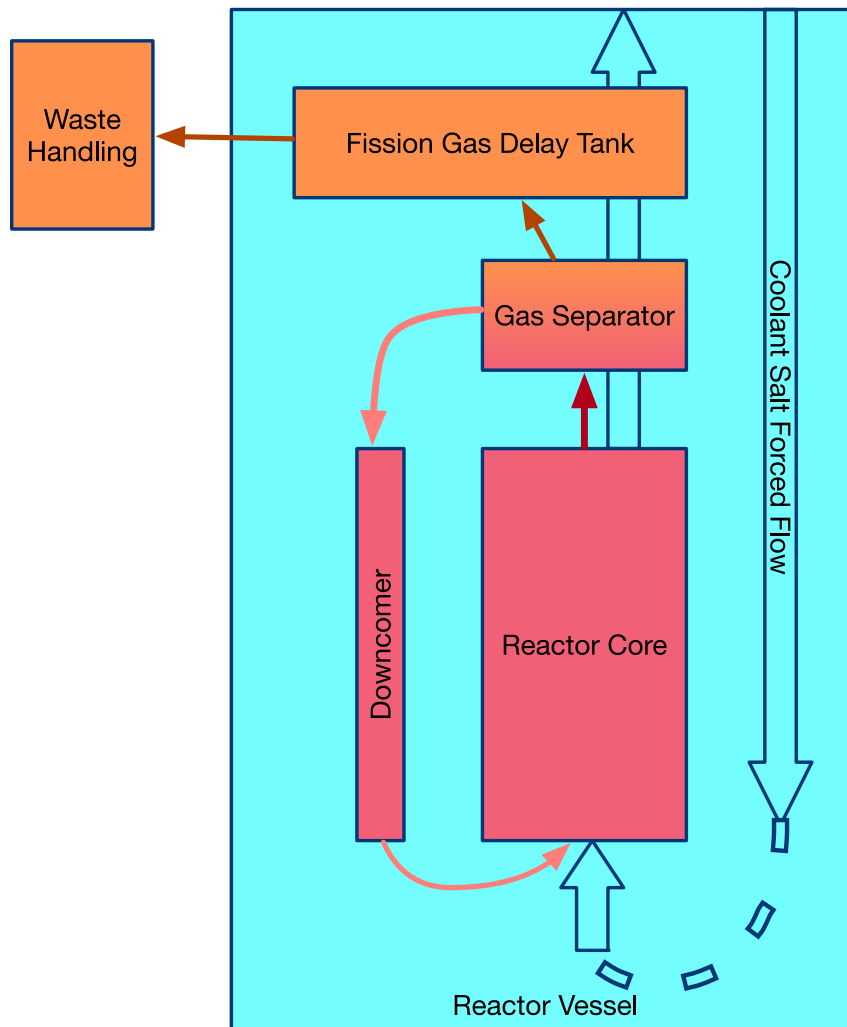 Waste
Handling
Fission Gas Delay Tank
Gas Separator
Coolant Salt Forced Flow
Downcomer
Reactor Core
Reactor Vessel